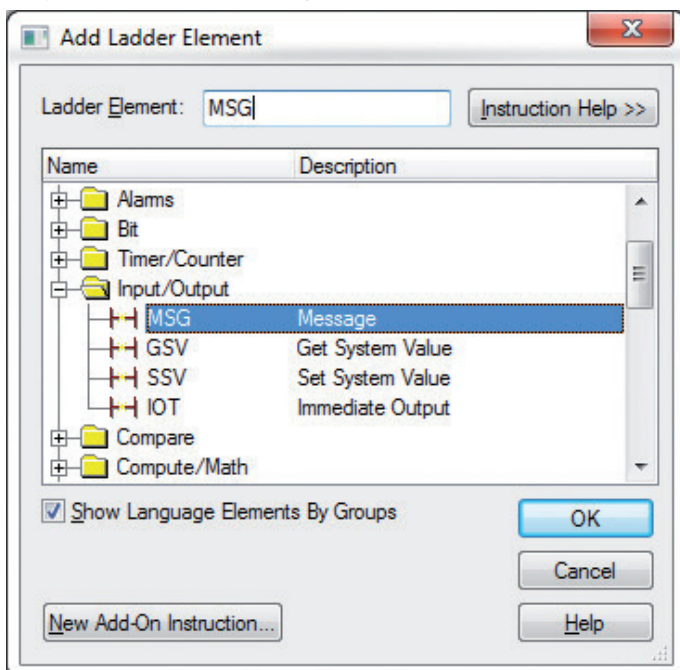 Add Ladder Element
Ladder Element: MSG Instruction Help >>
Name Description
Alarms
Bit
Timer/Counter
Input/Output
MSG Message
GSV Get System Value
SSV Set System Value
IOT Immediate Output
Compare
Compute/Math
Show Language Elements By Groups
OK
Cancel
New Add-On Instruction... Help